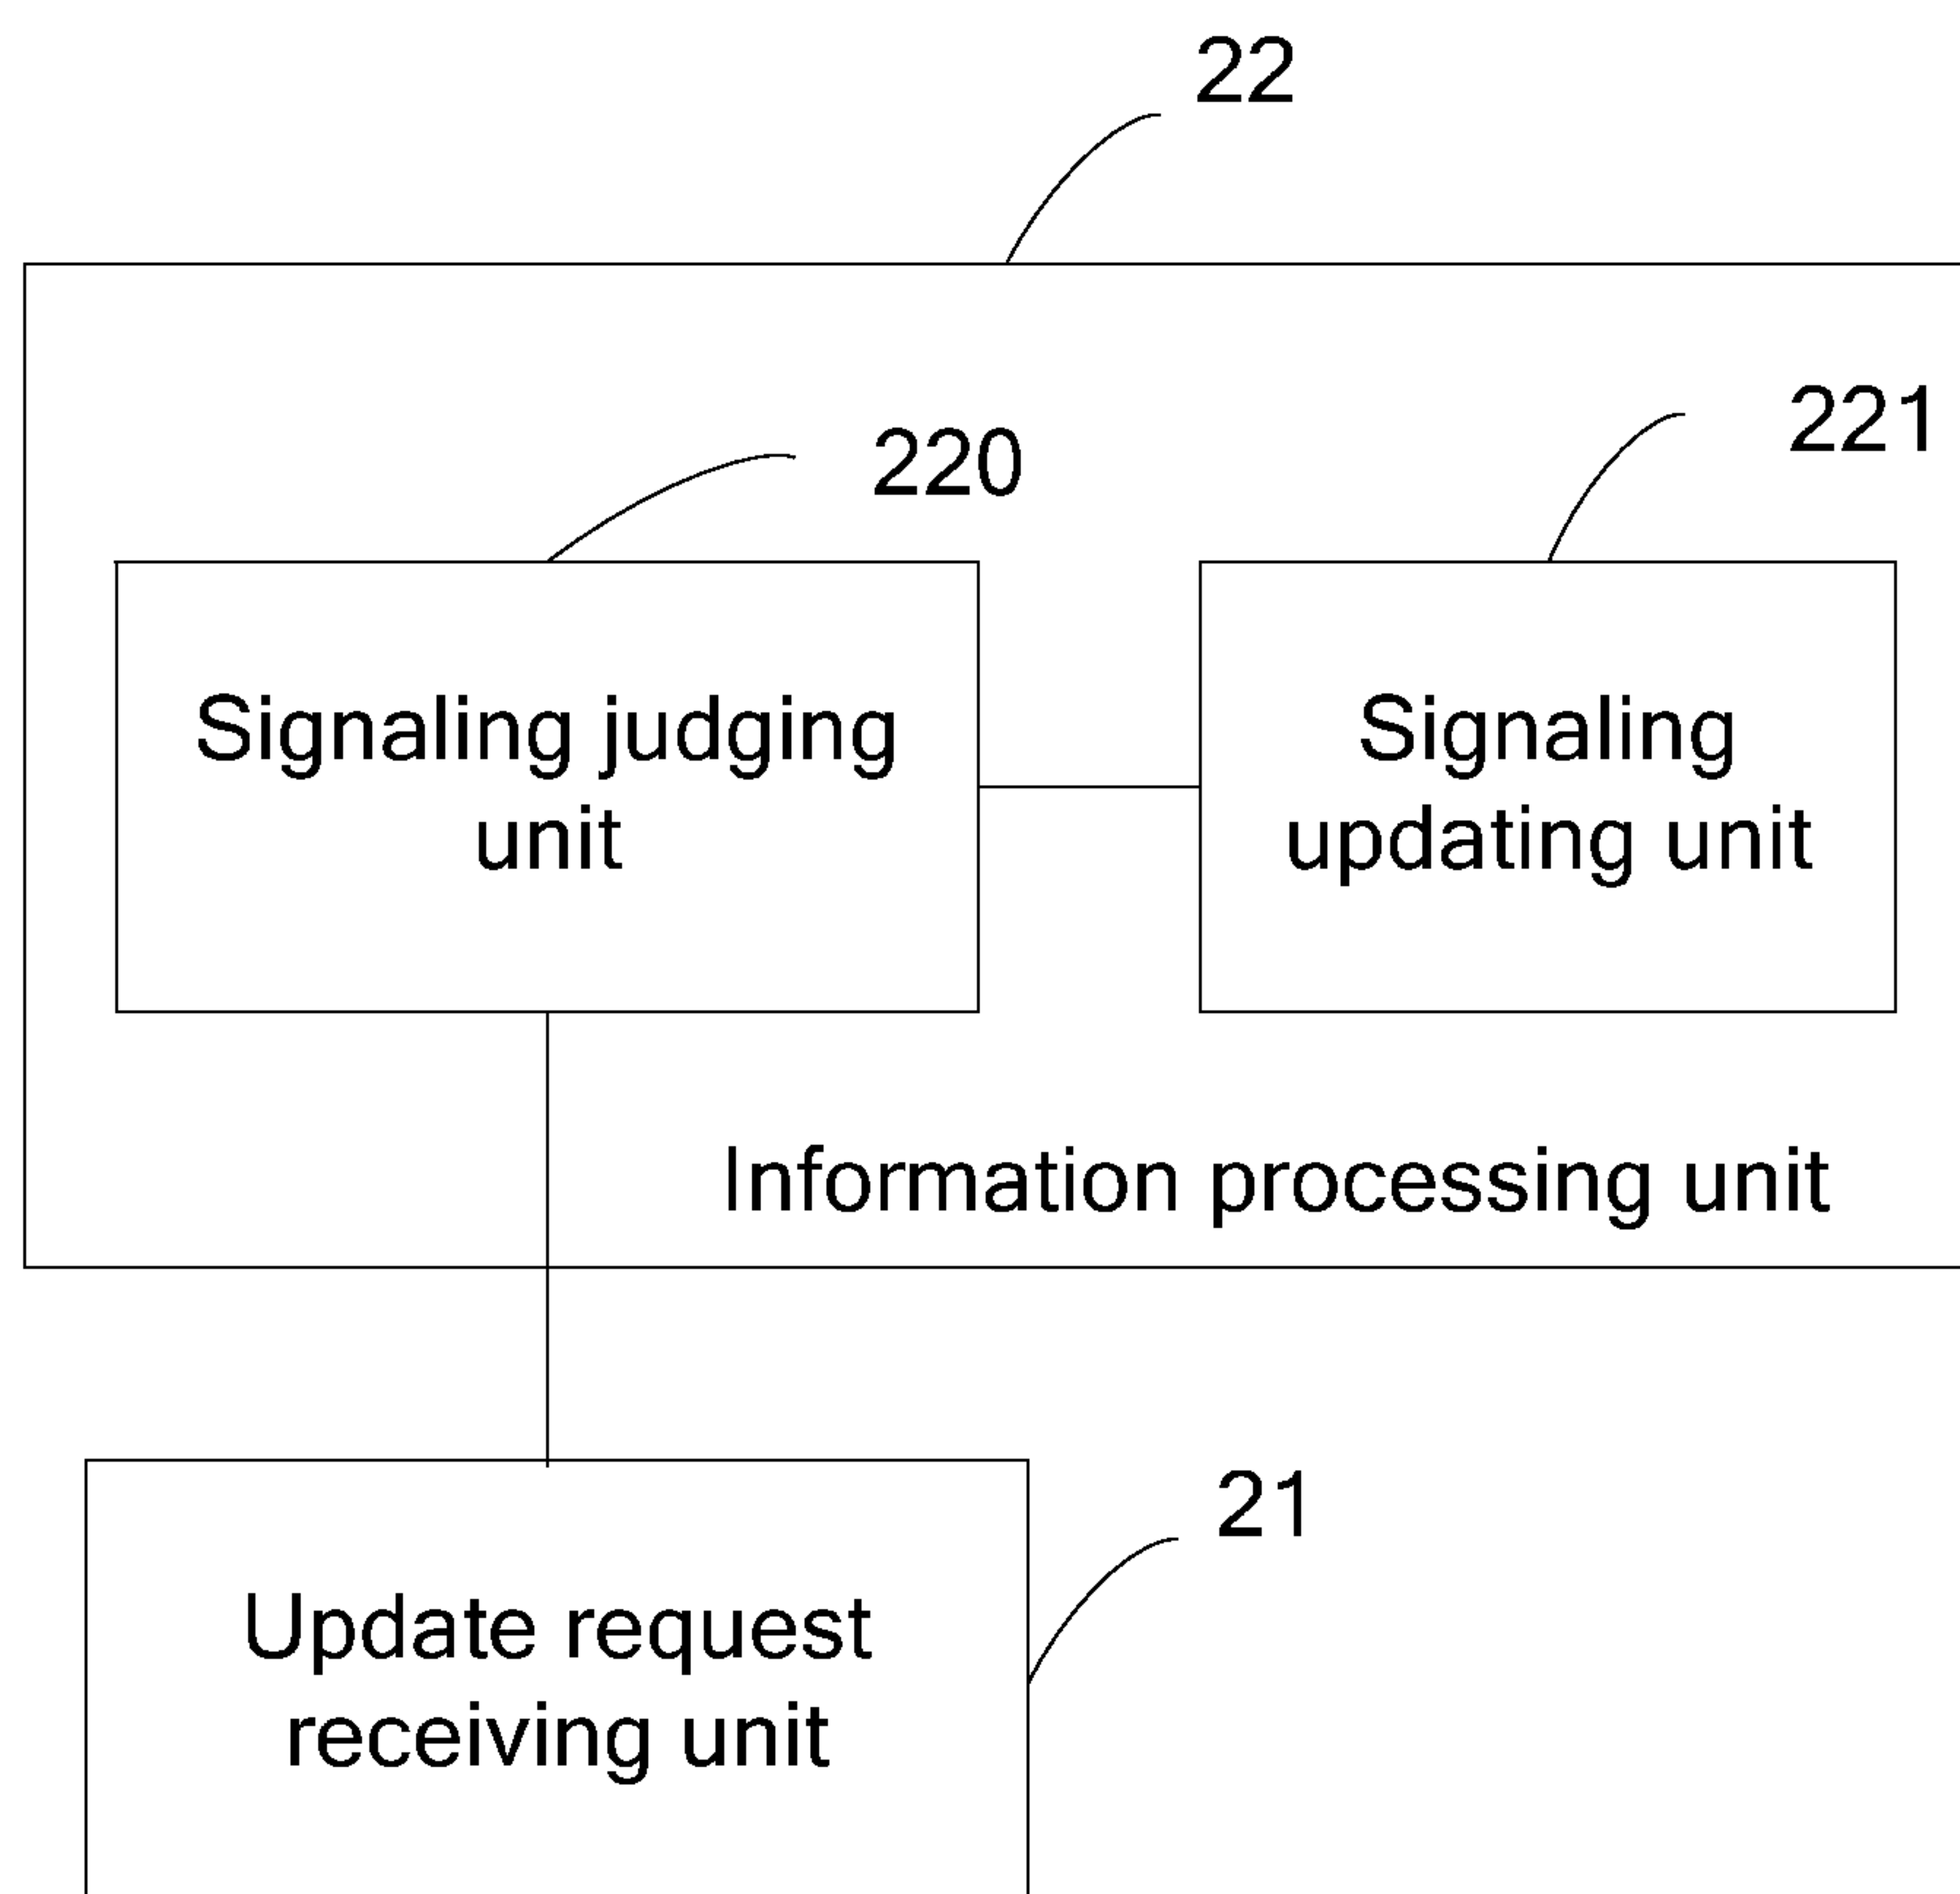 22
220
221
Signaling judging
unit
Signaling
updating unit
Information processing unit
21
Update request
receiving unit